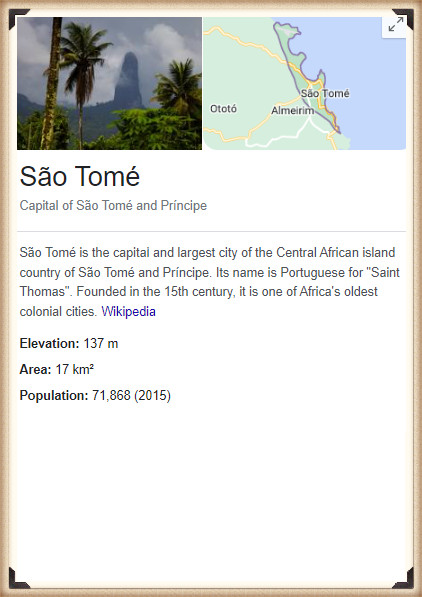 São Tomé
Ototó
Almeirim
São Tomé
Capital of São Tomé and Príncipe
São Tomé is the capital and largest city of the Central African island
country of São Tomé and Príncipe. Its name is Portuguese for "Saint
Thomas". Founded in the 15th century, it is one of Africa's oldest
colonial cities. Wikipedia
Elevation: 137 m
Area: 17 km²
Population: 71,868 (2015)